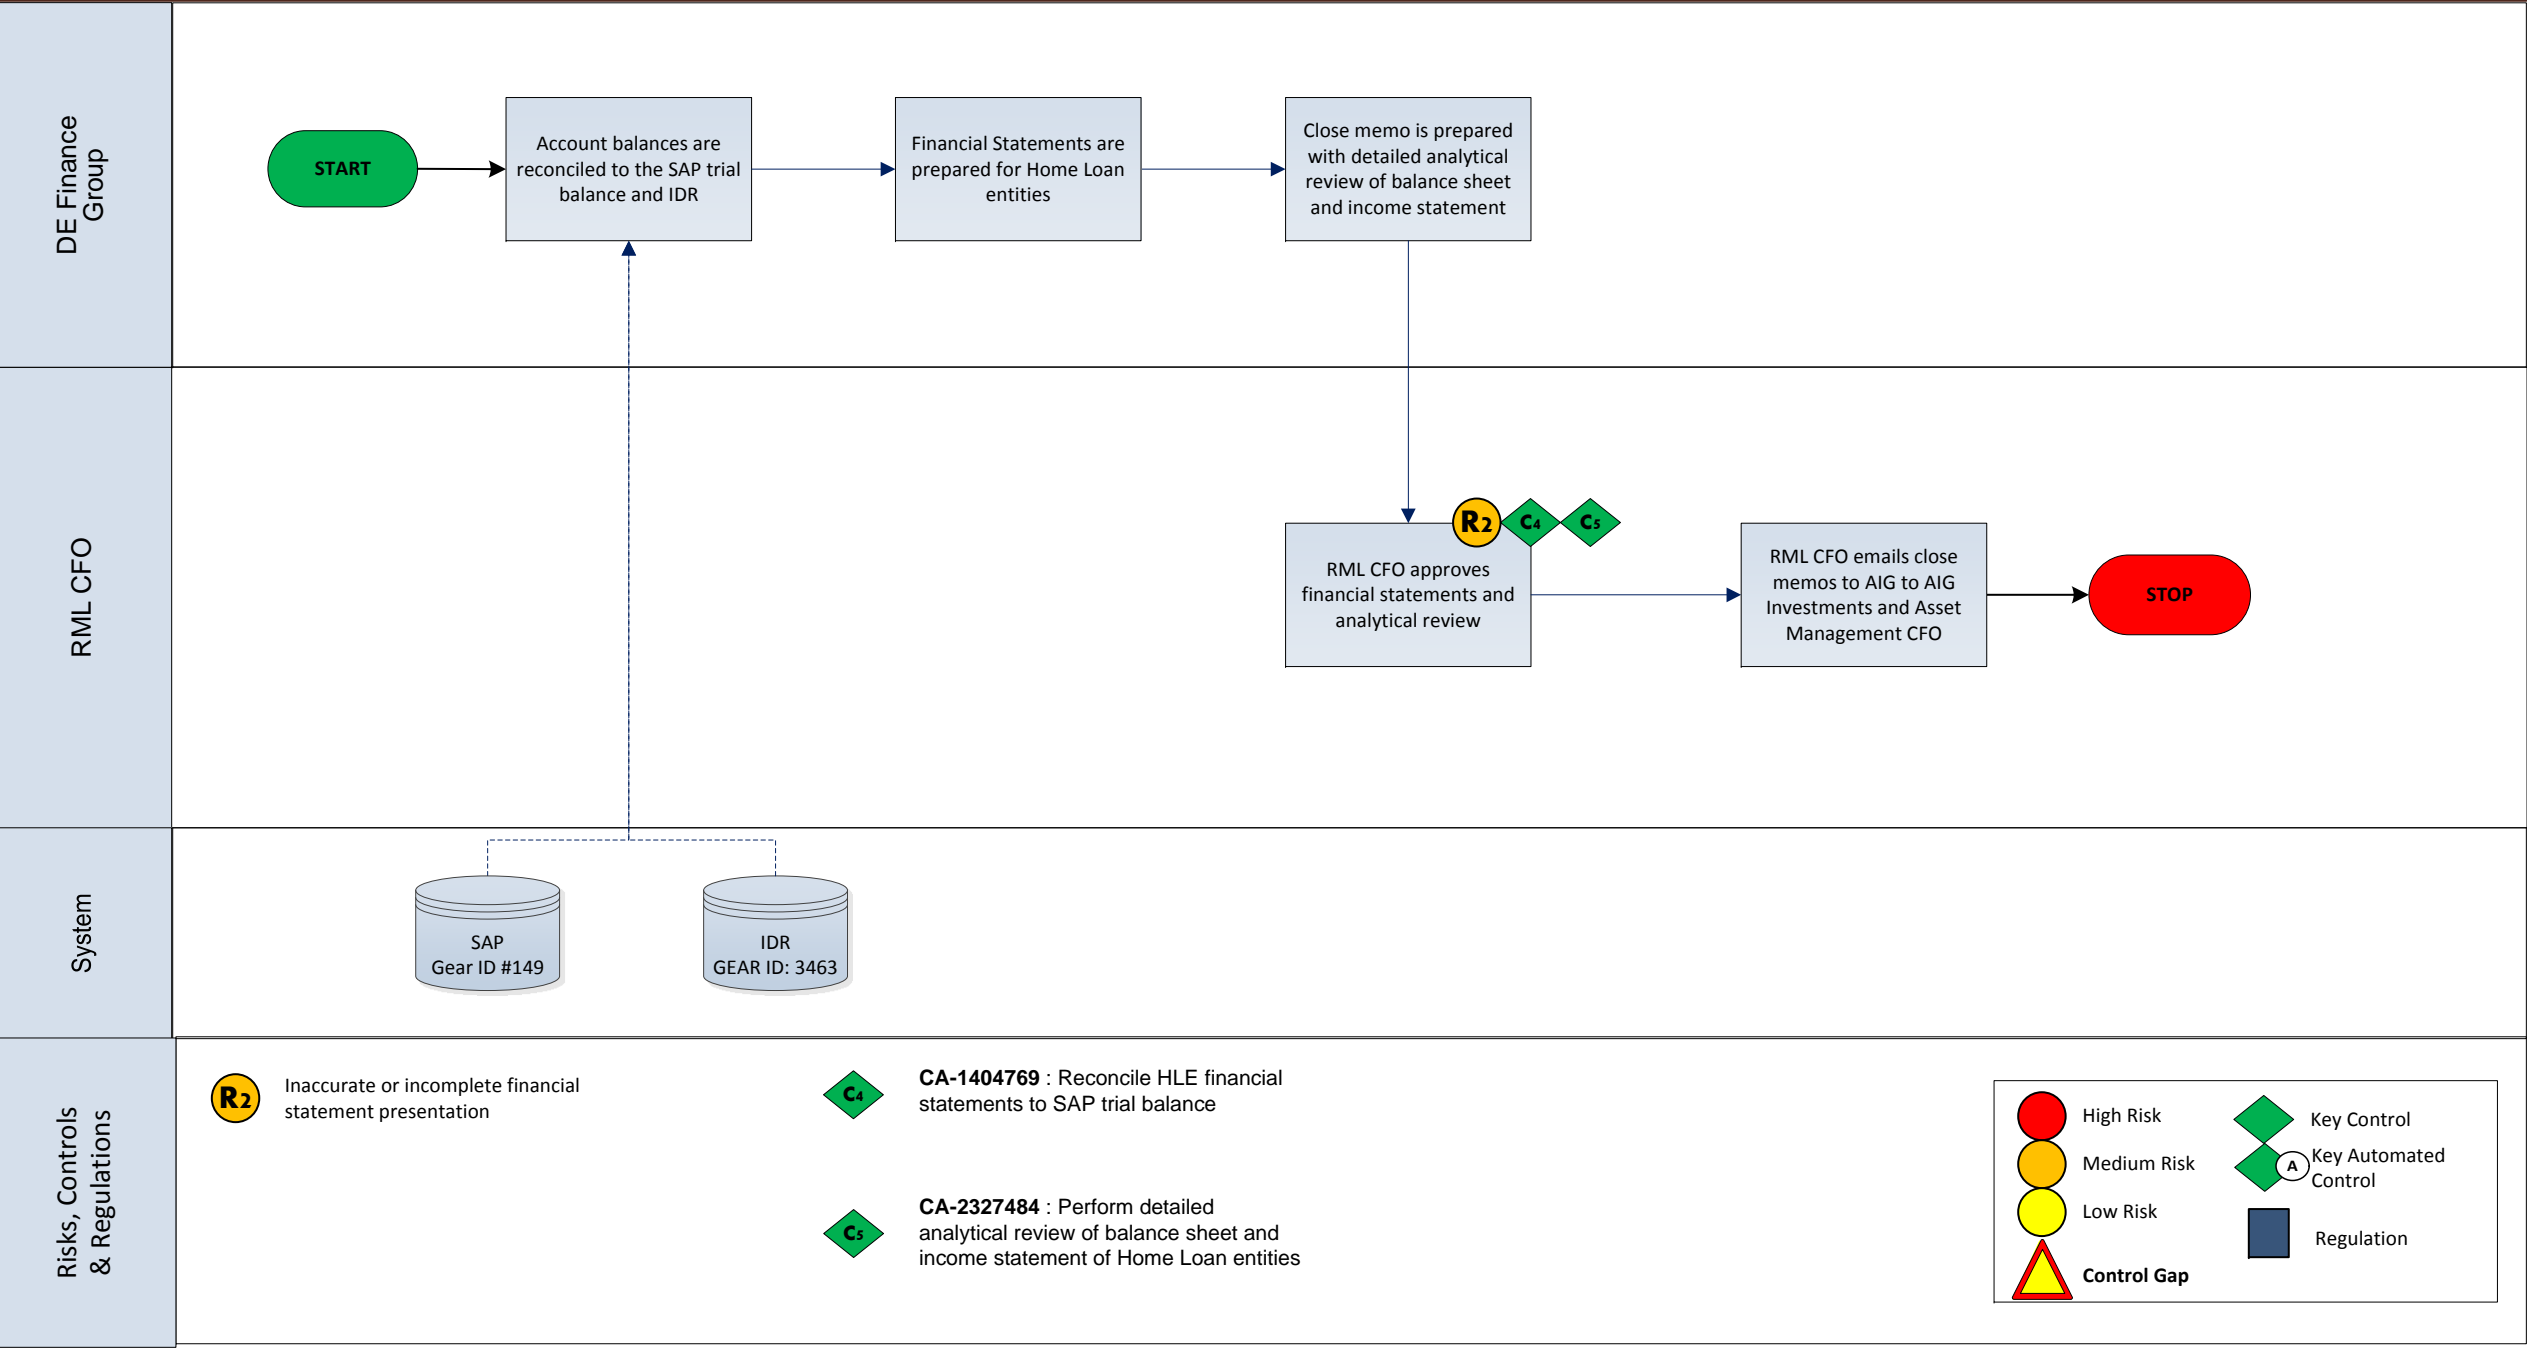 DE Finance
Group
START
Account balances are
reconciled to the SAP trial
balance and IDR
Financial Statements are
prepared for Home Loan
entities
Close memo is prepared
with detailed analytical
review of balance sheet
and income statement
RML CFO
R2
C4
C5
RML CFO approves
financial statements and
analytical review
RML CFO emails close
memos to AIG to AIG
Investments and Asset
Management CFO
STOP
System
SAP
Gear ID #149
IDR
GEAR ID: 3463
Risks, Controls
& Regulations
R2
Inaccurate or incomplete financial
statement presentation
C4
CA-1404769 : Reconcile HLE financial
statements to SAP trial balance
C5
CA-2327484 : Perform detailed
analytical review of balance sheet and
income statement of Home Loan entities
High Risk
Medium Risk
Low Risk
Control Gap
Key Control
A
Key Automated
Control
Regulation